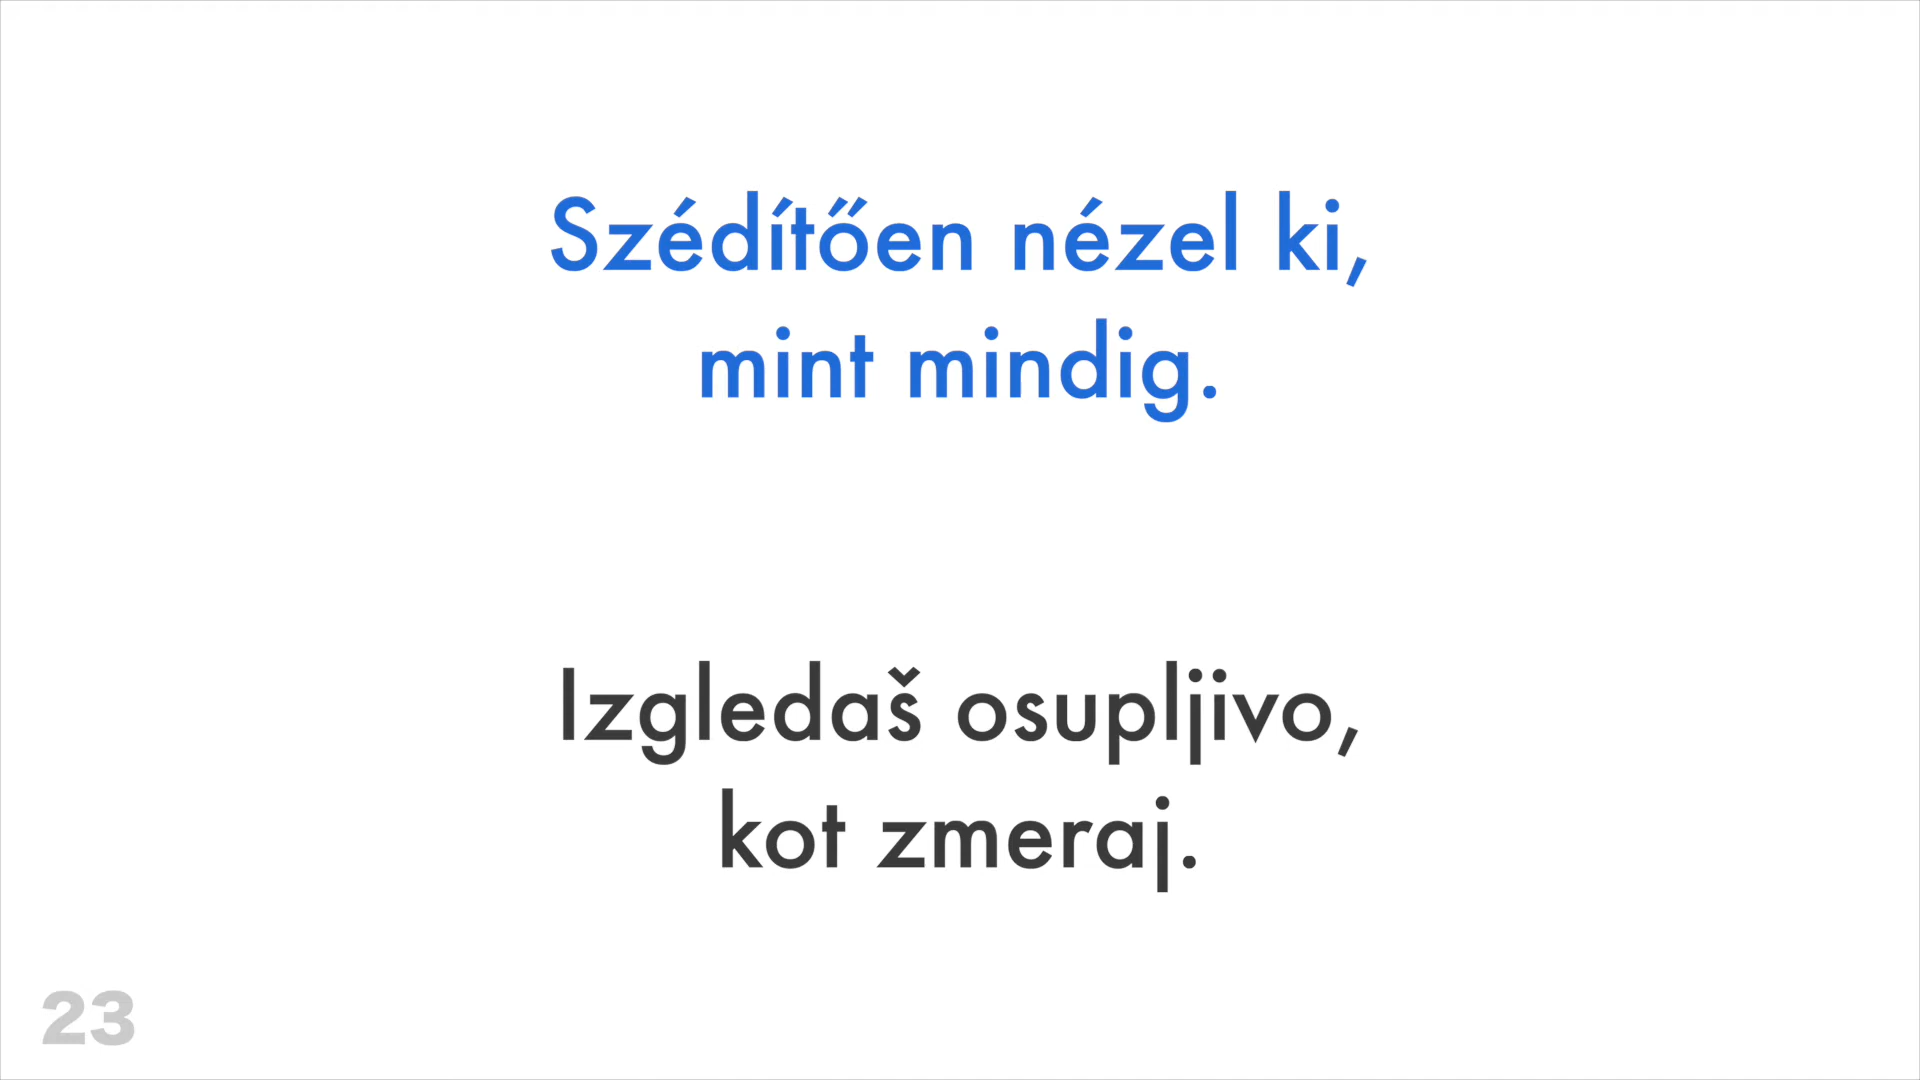 Szédítően nézel ki,
mint mindig.
Izgledaš osupljivo,
kot zmeraj.
23